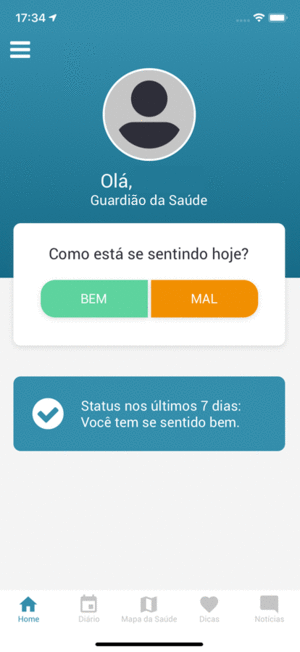 17:34
Olá,
Guardião da Saúde
Como está se sentindo hoje?
BEM MAL
Status nos últimos 7 dias:
Você tem se sentido bem.
Home Diário Mapa da Saúde Dicas Notícias